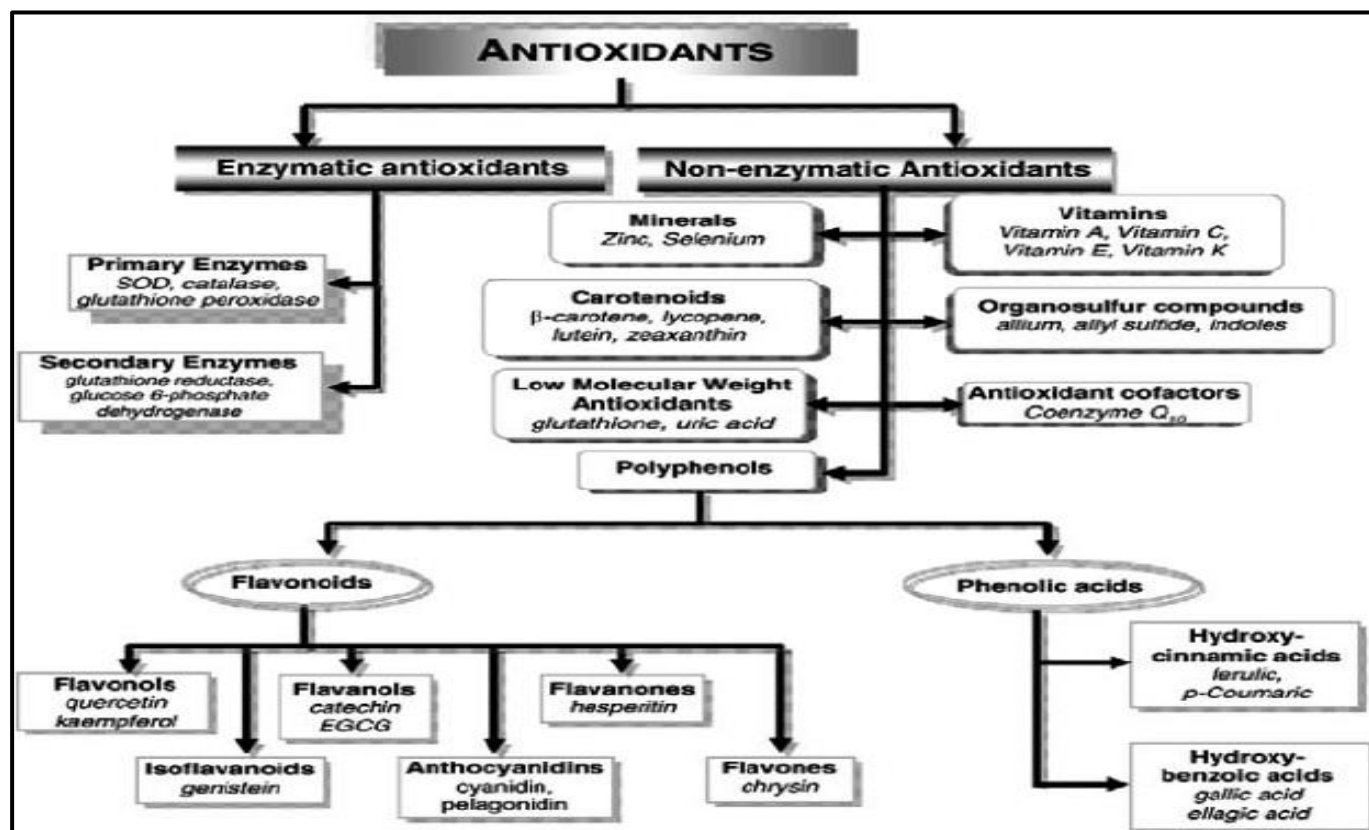 ANTIOXIDANTS
Enzymatic antioxidants
Non-enzymatic Antioxidants
Primary Enzymes
SOD, catalase,
glutathione peroxidase
Secondary Enzymes
glutathione reductase,
glucose 6-phosphate
dehydrogenase
Minerals
Zinc, Selenium
Vitamins
Vitamin A, Vitamin C,
Vitamin E, Vitamin K
Carotenoids
β-carotene, lycopene,
lutein, zeaxanthin
Organosulfur compounds
allium, allyl sulfide, indoles
Low Molecular Weight
Antioxidants
glutathione, uric acid
Antioxidant cofactors
Coenzyme Q₁₀
Polyphenols
Flavonoids
Phenolic acids
Flavonols
quercetin
kaempferol
Flavanols
catechin
EGCG
Flavanones
hesperitin
Isoflavanoids
genistein
Anthocyanidins
cyanidin,
pelagonidin
Flavones
chrysin
Hydroxy-
cinnamic acids
ferulic,
p-Coumaric
Hydroxy-
benzoic acids
gallic acid
ellagic acid